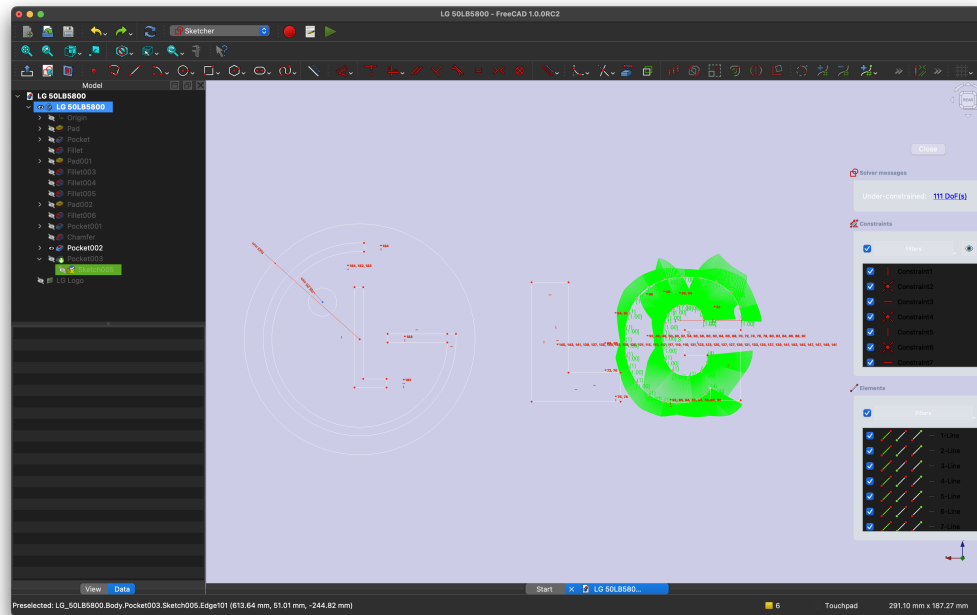 LG 50LB5800 - FreeCAD 1.0.0RC2
Sketcher
Model
LG 50LB5800
LG 50LB5800
Origin
Pad
Pocket
Fillet
Pad001
Fillet003
Fillet004
Fillet005
Pad002
Fillet006
Pocket001
Chamfer
Pocket002
Pocket003
Sketch005
LG Logo
REAR
Close
Solver messages
Under-constrained: 111 DoF(s)
Constraints
Filters
Constraint1
Constraint2
Constraint3
Constraint4
Constraint5
Constraint6
Constraint7
Elements
Filters
1-Line
2-Line
3-Line
4-Line
5-Line
6-Line
7-Line
View Data
Start LG 50LB580...
Preselected: LG_50LB5800.Body.Pocket003.Sketch005.Edge101 (613.64 mm, 51.01 mm, -244.82 mm)
6 Touchpad 291.10 mm x 187.27 mm